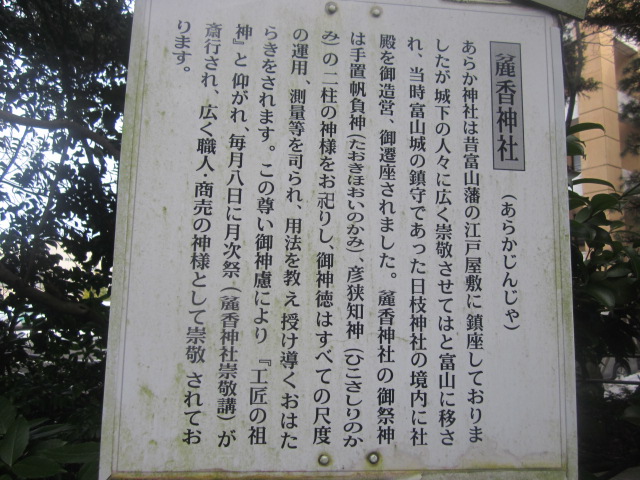 麁香神社 (あらかじんじゃ)
あらか神社は昔富山藩の江戸屋敷に鎮座しておりま
したが城下の人々に広く崇敬させてはと富山に移さ
れ、当時富山城の鎮守であった日枝神社の境内に社
殿を御造営、御遷座されました。麁香神社の御祭神
は手置帆負神(たおきほおいのかみ)、彦狭知神(ひこさしりのか
み)の二柱の神様をお祀りし、御神徳はすべての尺度
の運用、測量等を司られ、用法を教え授け導くおはた
らきをされます。この尊い御神慮により『工匠の祖
神』と仰がれ、毎月八日に月次祭(麁香神社崇敬講)が
斎行され、広く職人・商売の神様として崇敬されてお
ります。